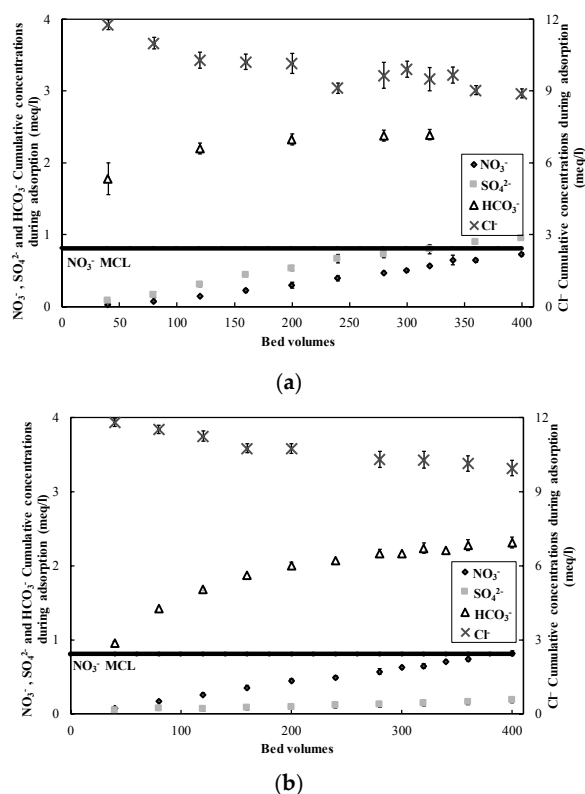 NO₃⁻ , SO₄²⁻ and HCO₃⁻ Cumulative concentrations
during adsorption (meq/l)
4
3
2
1
0
12
9
6
3
0
Cl⁻ Cumulative concentrations during adsorption
(meq/l)
NO₃⁻
SO₄²⁻
HCO₃⁻
Cl⁻
NO₃⁻ MCL
0 50 100 150 200 250 300 350 400
Bed volumes
(a)
NO₃⁻ , SO₄²⁻ and HCO₃⁻ Cumulative concentrations
during adsorption (meq/l)
4
3
2
1
0
12
9
6
3
0
Cl⁻ Cumulative concentrations during adsorption
(meq/l)
NO₃⁻
SO₄²⁻
HCO₃⁻
Cl⁻
NO₃⁻ MCL
0 100 200 300 400
Bed volumes
(b)